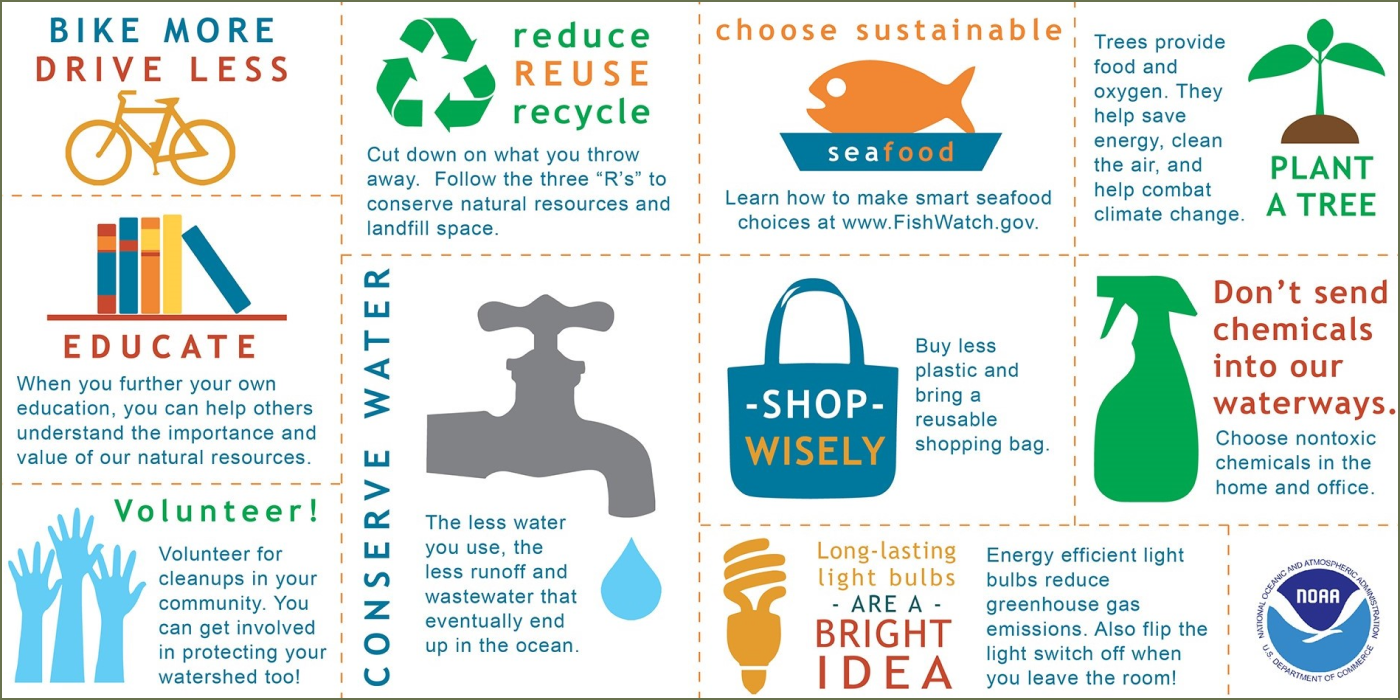 BIKE MORE
DRIVE LESS
EDUCATE
When you further your own
education, you can help others
understand the importance and
value of our natural resources.
Volunteer!
Volunteer for
cleanups in your
community. You
can get involved
in protecting your
watershed too!
reduce
REUSE
recycle
Cut down on what you throw
away.  Follow the three “R’s” to
conserve natural resources and
landfill space.
CONSERVE WATER
The less water
you use, the
less runoff and
wastewater that
eventually end
up in the ocean.
choose sustainable
seafood
Learn how to make smart seafood
choices at www.FishWatch.gov.
Trees provide
food and
oxygen. They
help save
energy, clean
the air, and
help combat
climate change.
PLANT
A TREE
-SHOP-
WISELY
Buy less
plastic and
bring a
reusable
shopping bag.
Don’t send
chemicals
into our
waterways.
Choose nontoxic
chemicals in the
home and office.
Long-lasting
light bulbs
- ARE A -
BRIGHT
IDEA
Energy efficient light
bulbs reduce
greenhouse gas
emissions. Also flip the
light switch off when
you leave the room!
NATIONAL OCEANIC AND ATMOSPHERIC ADMINISTRATION
NOAA
U.S. DEPARTMENT OF COMMERCE